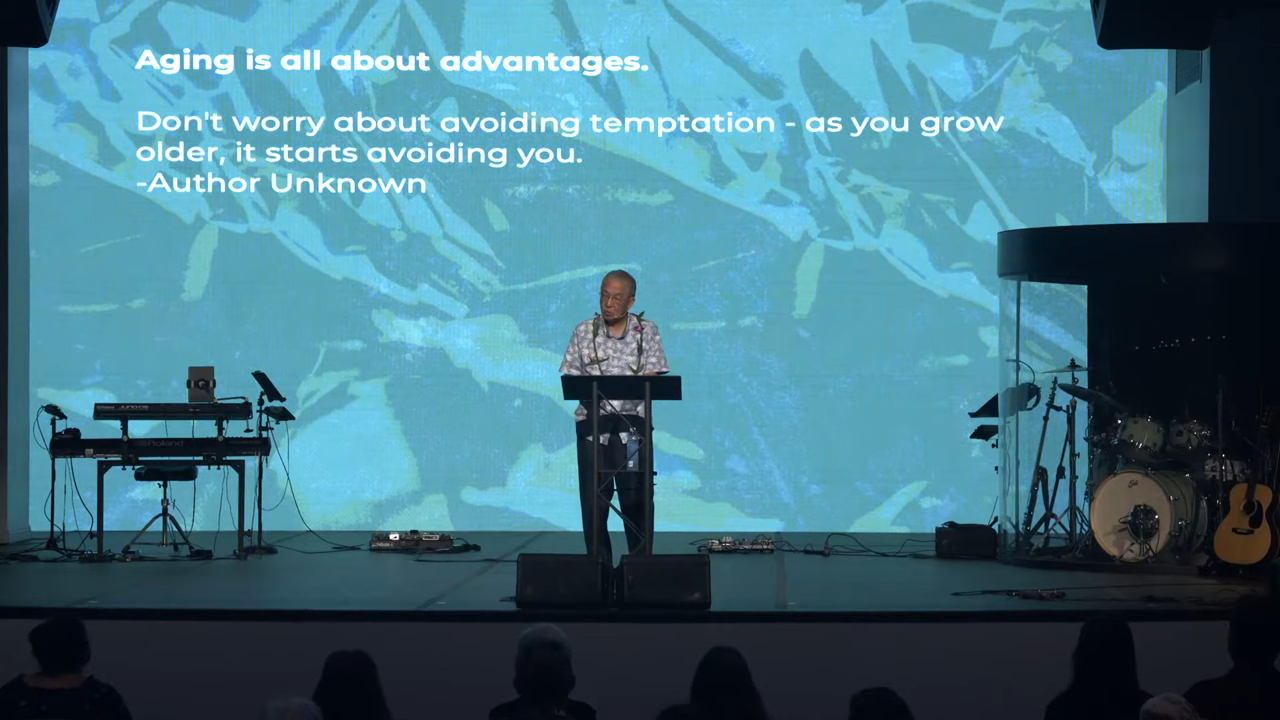 Aging is all about advantages.
Don't worry about avoiding temptation - as you grow
older, it starts avoiding you.
-Author Unknown
Roland